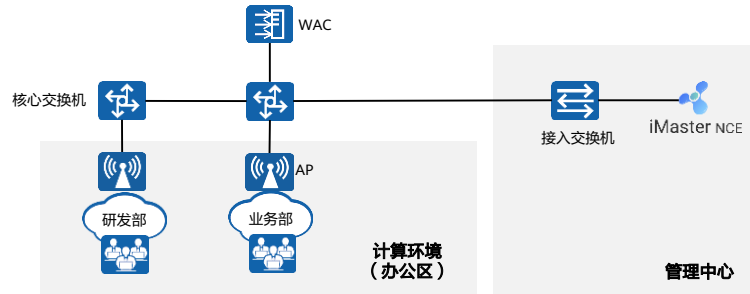 WAC
核心交换机
接入交换机
iMaster NCE
AP
研发部
业务部
计算环境
（办公区）
管理中心